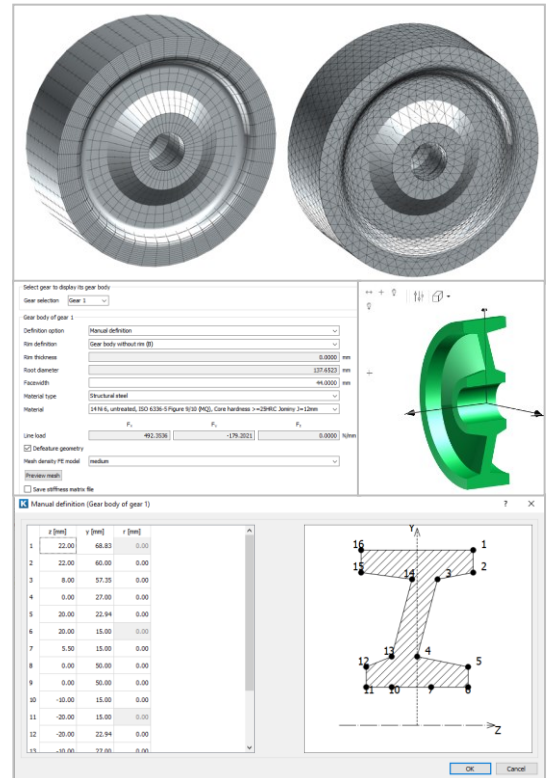 Select gear to display its gear body
Gear selection Gear 1
Gear body of gear 1
Definition option Manual definition
Rim definition Gear body without rim (B)
Rim thickness 0.0000 mm
Root diameter 137.6523 mm
Facewidth 44.0000 mm
Material type Structural steel
Material 14 Ni 6, untreated, ISO 6336-5 Figure 9/10 (MQ), Core hardness >=25HRC Jominy J=12mm
Line load 492.3536 -179.2021 0.0000 N/mm
Defeature geometry
Mesh density FE model medium
Preview mesh
Save stiffness matrix file
K Manual definition (Gear body of gear 1) ? ×
z [mm] y [mm] r [mm]
1 22.00 68.83 0.00
2 22.00 60.00 0.00
3 8.00 57.35 0.00
4 0.00 27.00 0.00
5 20.00 22.94 0.00
6 20.00 15.00 0.00
7 5.50 15.00 0.00
8 0.00 50.00 0.00
9 0.00 50.00 0.00
10 -10.00 15.00 0.00
11 -20.00 15.00 0.00
12 -20.00 22.94 0.00
13 -10.00 27.00 0.00
Y
16 1
15 14 3 2
13 4
12 5
11 10 7 6
Z
OK Cancel